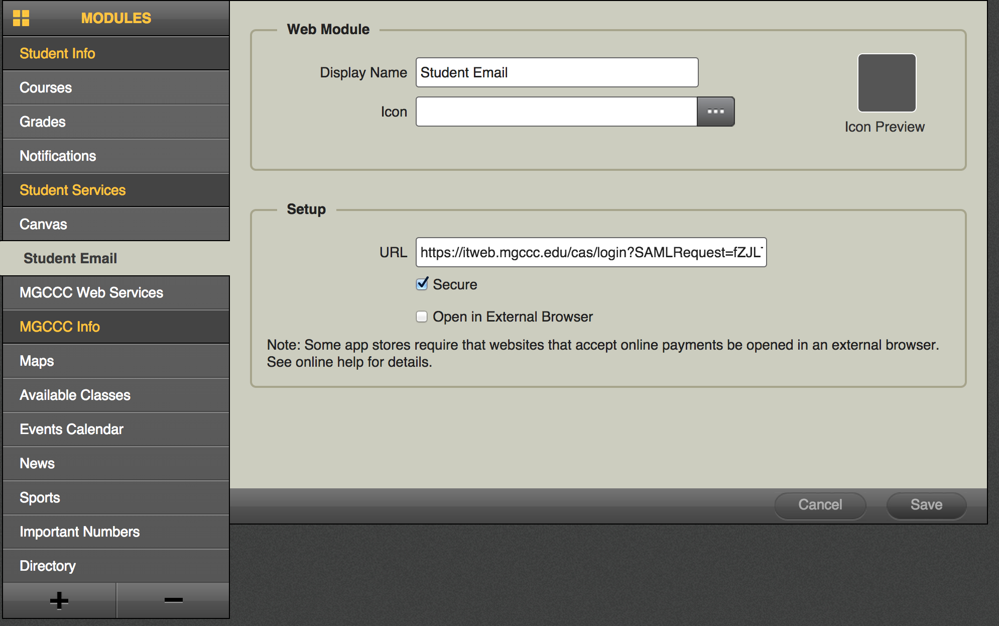 MODULES
Student Info
Courses
Grades
Notifications
Student Services
Canvas
Student Email
MGCCC Web Services
MGCCC Info
Maps
Available Classes
Events Calendar
News
Sports
Important Numbers
Directory
Web Module
Display Name Student Email
Icon
Icon Preview
Setup
URL https://itweb.mgccc.edu/cas/login?SAMLRequest=fZJL
Secure
Open in External Browser
Note: Some app stores require that websites that accept online payments be opened in an external browser.
See online help for details.
Cancel Save